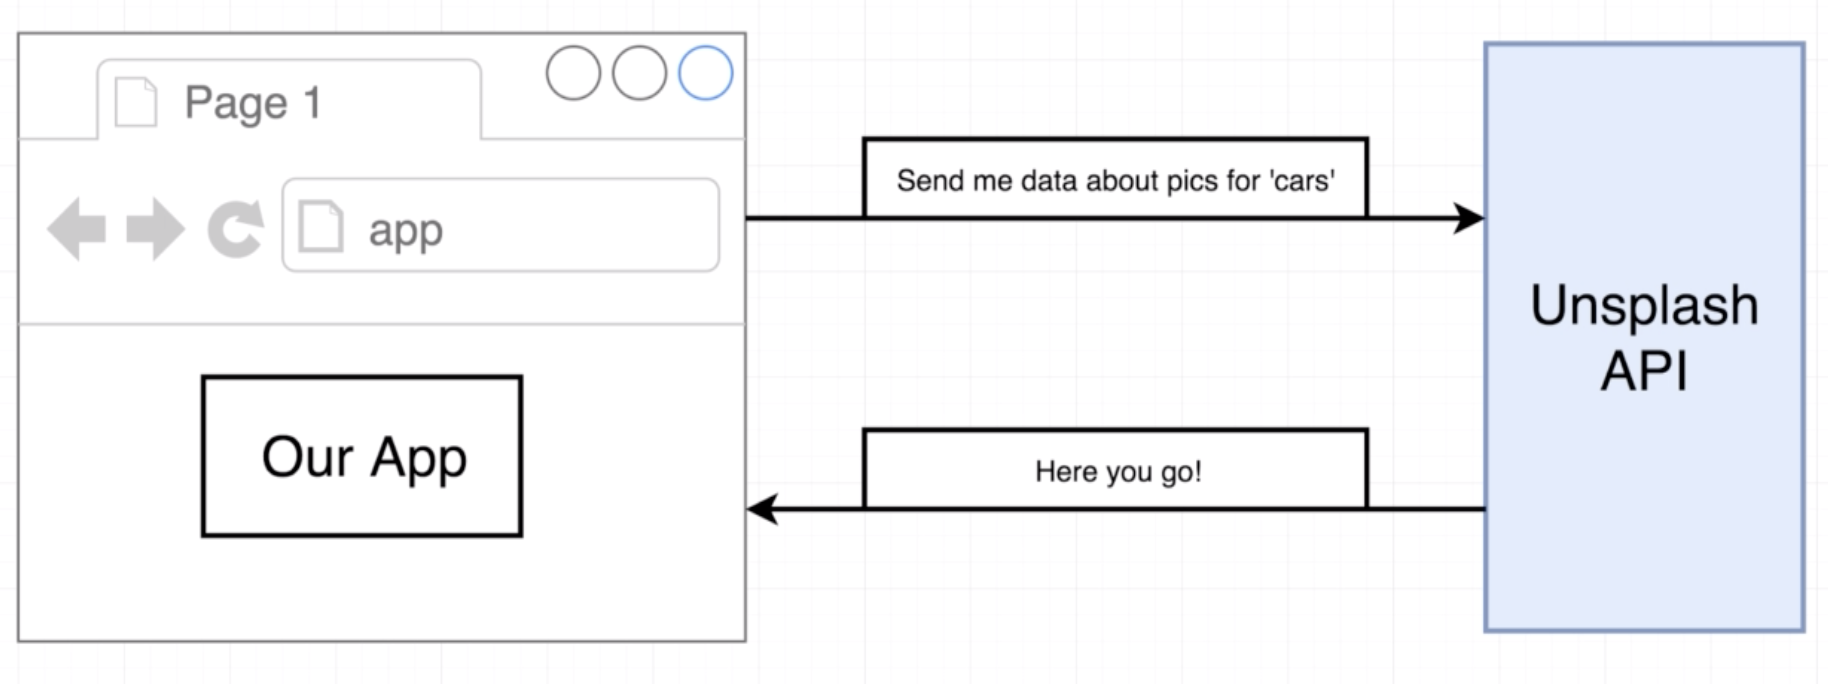 Page 1
app
Our App
Send me data about pics for 'cars'
Here you go!
Unsplash
API